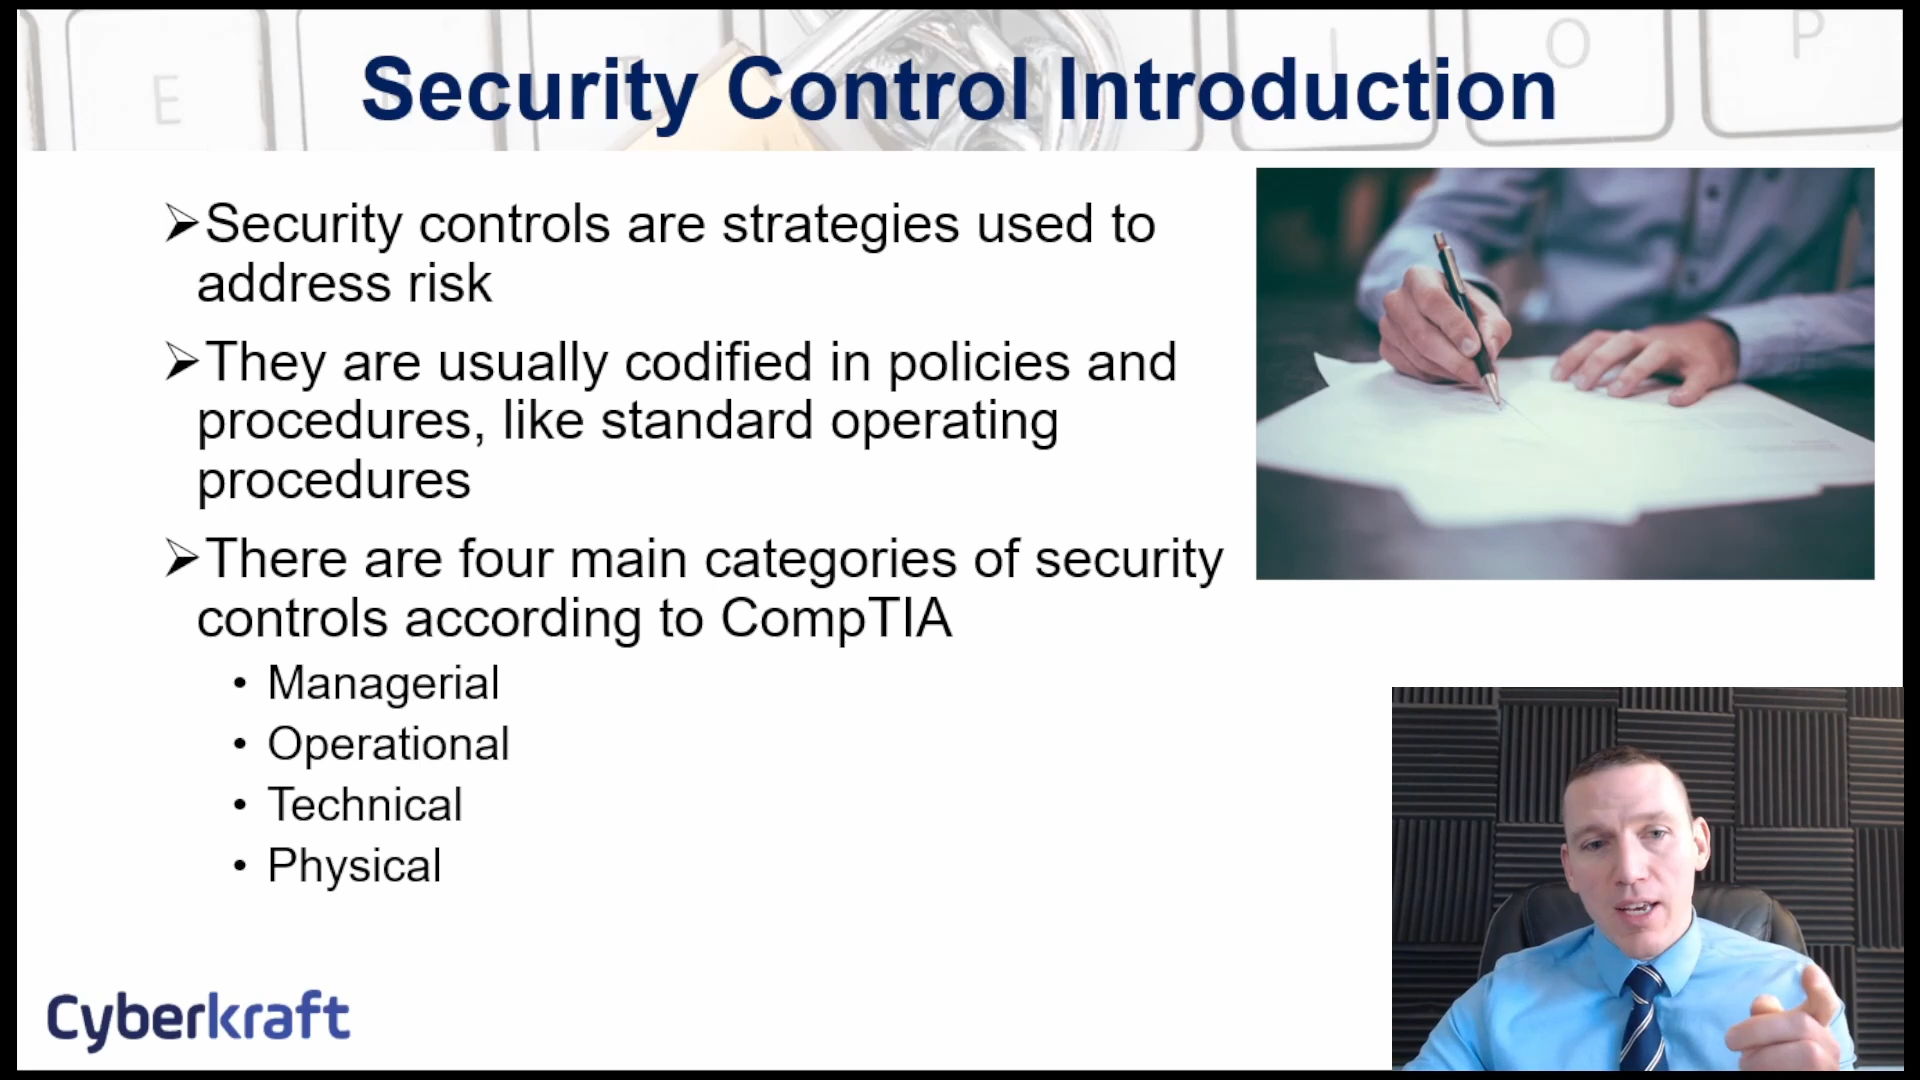 E T I O P
Security Control Introduction
➢Security controls are strategies used to
address risk
➢They are usually codified in policies and
procedures, like standard operating
procedures
➢There are four main categories of security
controls according to CompTIA
• Managerial
• Operational
• Technical
• Physical
Cyberkraft